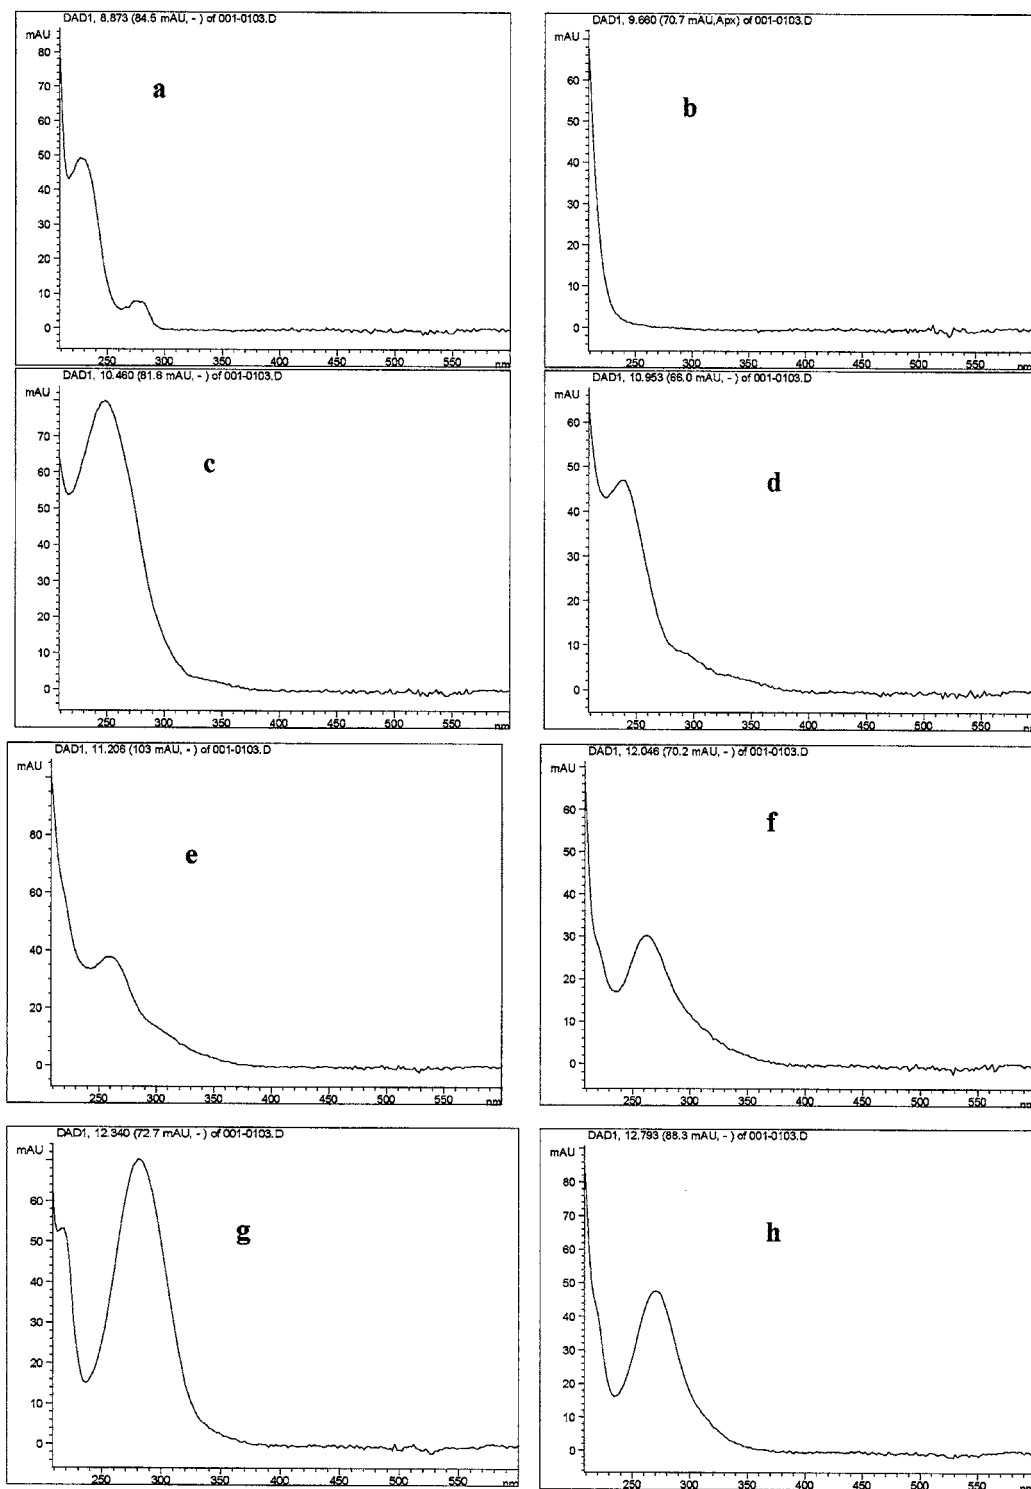 DAD1, 8.873 (84.5 mAU, - ) of 001-0103.D
mAU
80
70
60
50
40
30
20
10
0
a
250 300 350 400 450 500 550 nm
DAD1, 9.660 (70.7 mAU,Apx) of 001-0103.D
mAU
60
50
40
30
20
10
0
b
250 300 350 400 450 500 550 nm
DAD1, 10.460 (81.6 mAU, - ) of 001-0103.D
mAU
70
60
50
40
30
20
10
0
c
250 300 350 400 450 500 550 nm
DAD1, 10.953 (66.0 mAU, - ) of 001-0103.D
mAU
60
50
40
30
20
10
0
d
250 300 350 400 450 500 550 nm
DAD1, 11.206 (103 mAU, - ) of 001-0103.D
mAU
80
60
40
20
0
e
250 300 350 400 450 500 550 nm
DAD1, 12.046 (70.2 mAU, - ) of 001-0103.D
mAU
60
50
40
30
20
10
0
f
250 300 350 400 450 500 550 nm
DAD1, 12.340 (72.7 mAU, - ) of 001-0103.D
mAU
60
50
40
30
20
10
0
g
250 300 350 400 450 500 550 nm
DAD1, 12.793 (88.3 mAU, - ) of 001-0103.D
mAU
80
70
60
50
40
30
20
10
0
h
250 300 350 400 450 500 550 nm